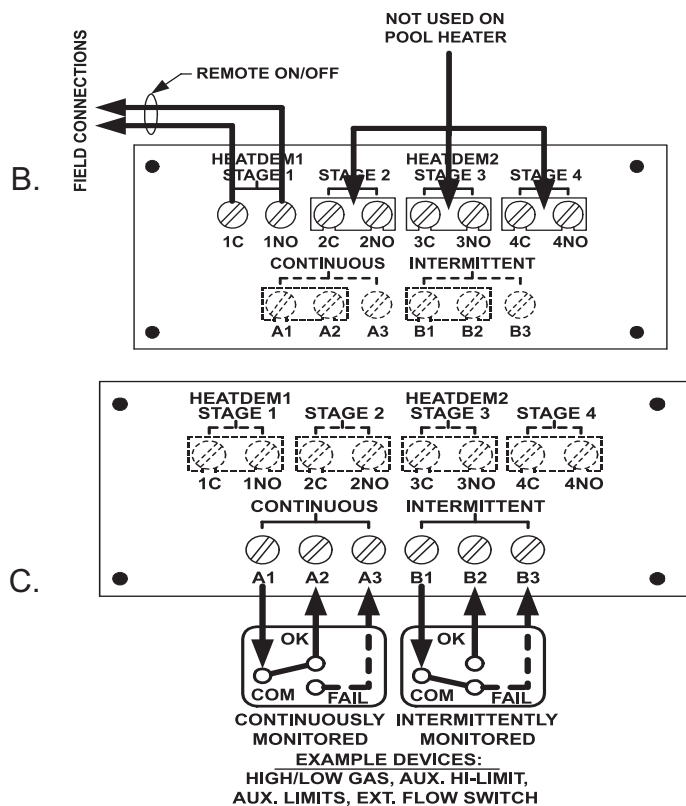 NOT USED ON
POOL HEATER
REMOTE ON/OFF
FIELD CONNECTIONS
B.
HEATDEM1 HEATDEM2
STAGE 1 STAGE 2 STAGE 3 STAGE 4
1C 1NO 2C 2NO 3C 3NO 4C 4NO
CONTINUOUS INTERMITTENT
A1 A2 A3 B1 B2 B3
HEATDEM1 HEATDEM2
STAGE 1 STAGE 2 STAGE 3 STAGE 4
1C 1NO 2C 2NO 3C 3NO 4C 4NO
CONTINUOUS INTERMITTENT
A1 A2 A3 B1 B2 B3
C.
OK OK
COM FAIL COM FAIL
CONTINUOUSLY INTERMITTENTLY
MONITORED MONITORED
EXAMPLE DEVICES:
HIGH/LOW GAS, AUX. HI-LIMIT,
AUX. LIMITS, EXT. FLOW SWITCH